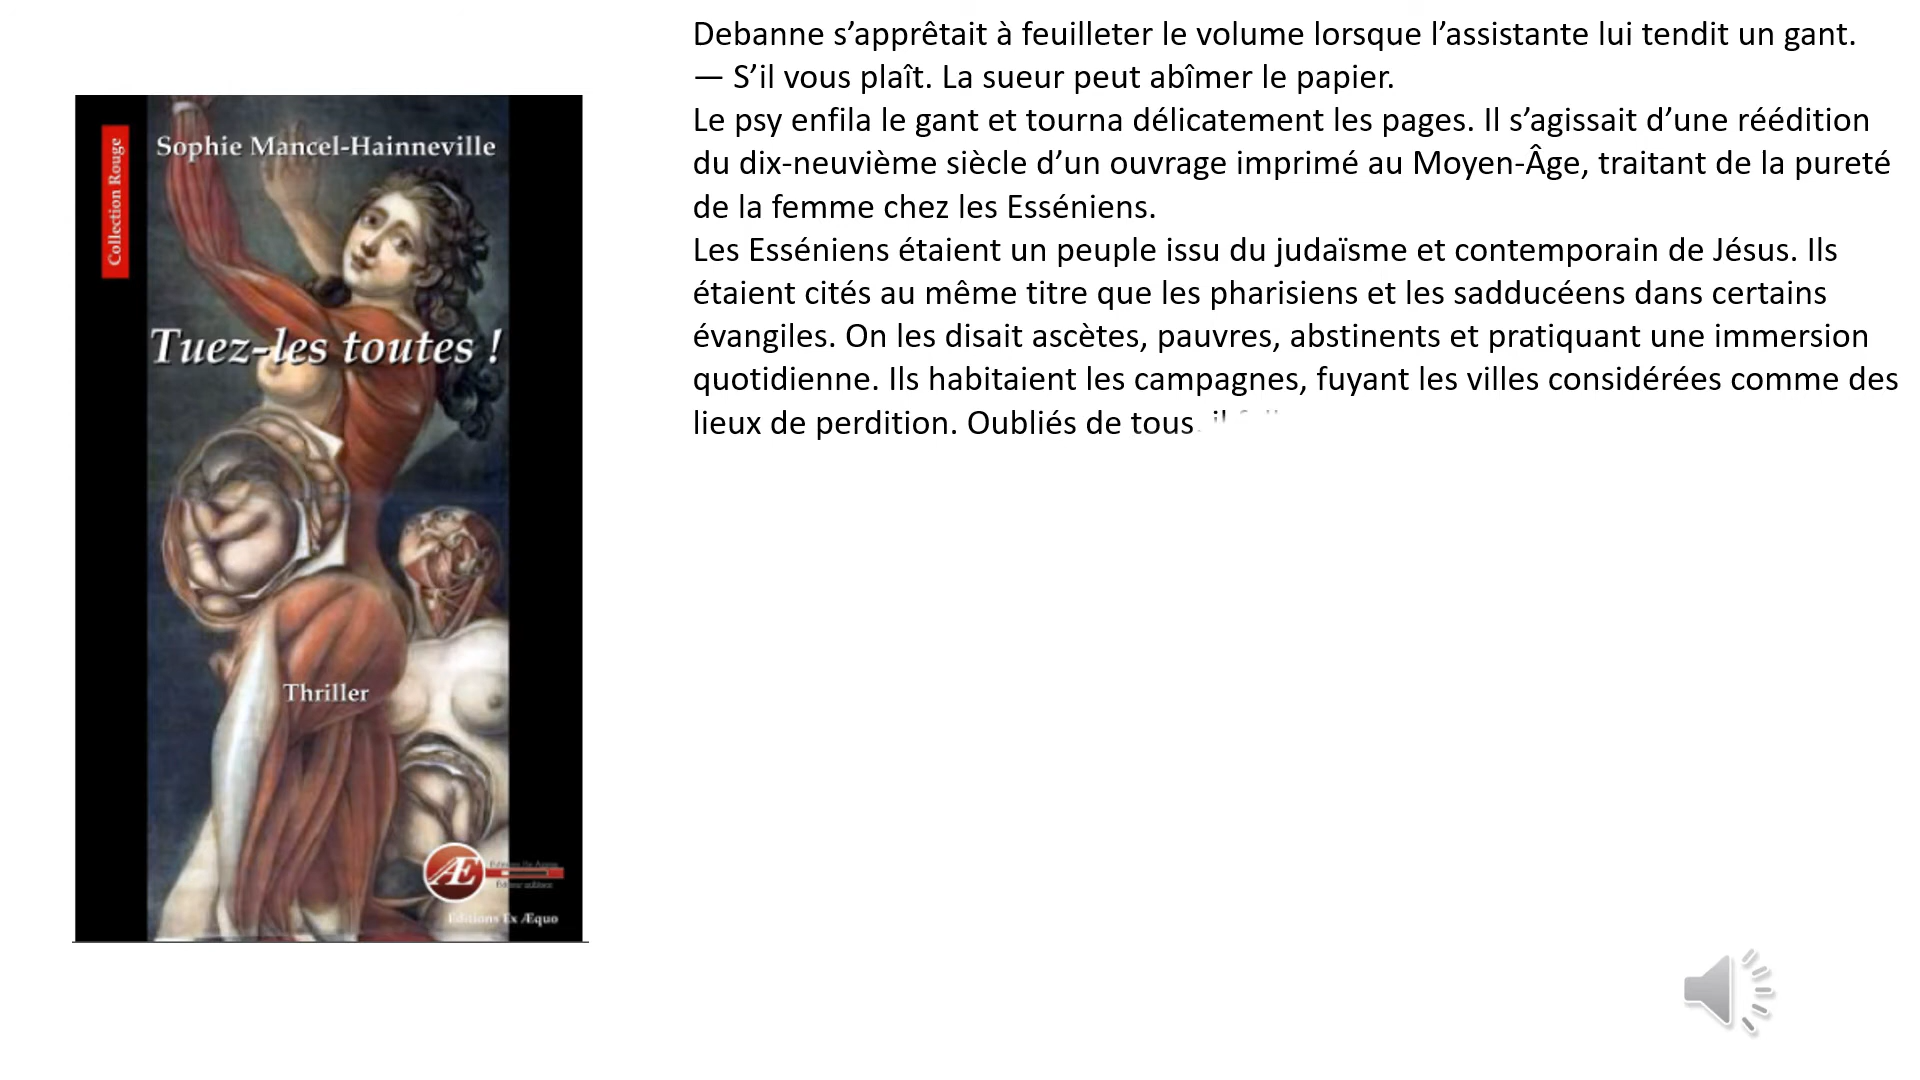 Sophie Mancel-Hainneville
Collection Rouge
Tuez-les toutes !
Thriller
Æ
Editions Ex Æquo
Debanne s’apprêtait à feuilleter le volume lorsque l’assistante lui tendit un gant.
— S’il vous plaît. La sueur peut abîmer le papier.
Le psy enfila le gant et tourna délicatement les pages. Il s’agissait d’une réédition
du dix-neuvième siècle d’un ouvrage imprimé au Moyen-Âge, traitant de la pureté
de la femme chez les Esséniens.
Les Esséniens étaient un peuple issu du judaïsme et contemporain de Jésus. Ils
étaient cités au même titre que les pharisiens et les sadducéens dans certains
évangiles. On les disait ascètes, pauvres, abstinents et pratiquant une immersion
quotidienne. Ils habitaient les campagnes, fuyant les villes considérées comme des
lieux de perdition. Oubliés de tous